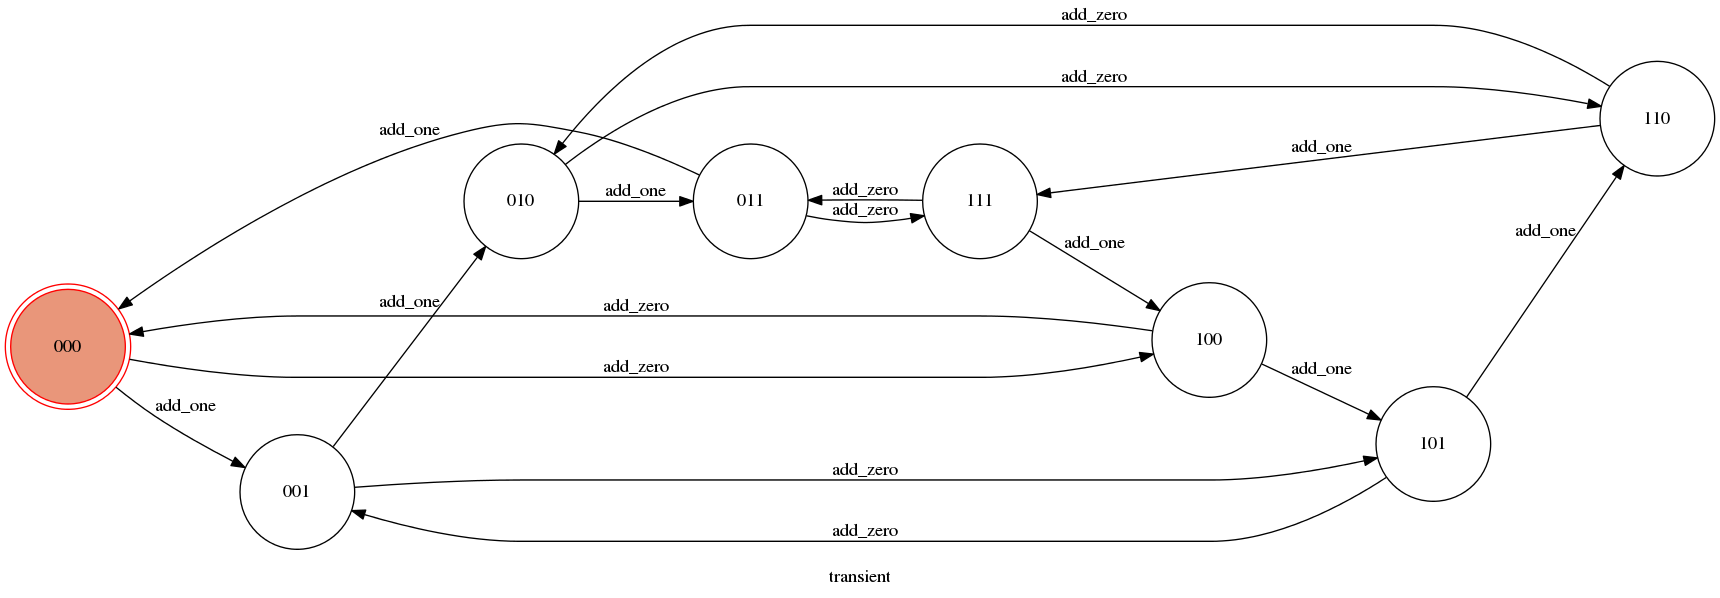 add_zero
add_zero
110
add_one
add_one
add_zero
add_one
010
011
111
add_zero
add_one
add_one
add_one
add_zero
000
100
add_zero
add_one
add_one
101
add_zero
001
add_zero
transient